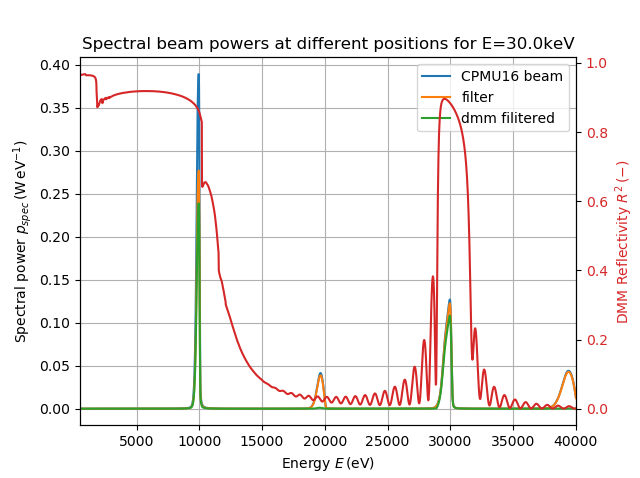 Spectral beam powers at different positions for E=30.0keV
CPMU16 beam
filter
dmm filitered
Spectral power p_spec (W eV⁻¹)
0.40
0.35
0.30
0.25
0.20
0.15
0.10
0.05
0.00
DMM Reflectivity R² (−)
1.0
0.8
0.6
0.4
0.2
0.0
5000 10000 15000 20000 25000 30000 35000 40000
Energy E (eV)